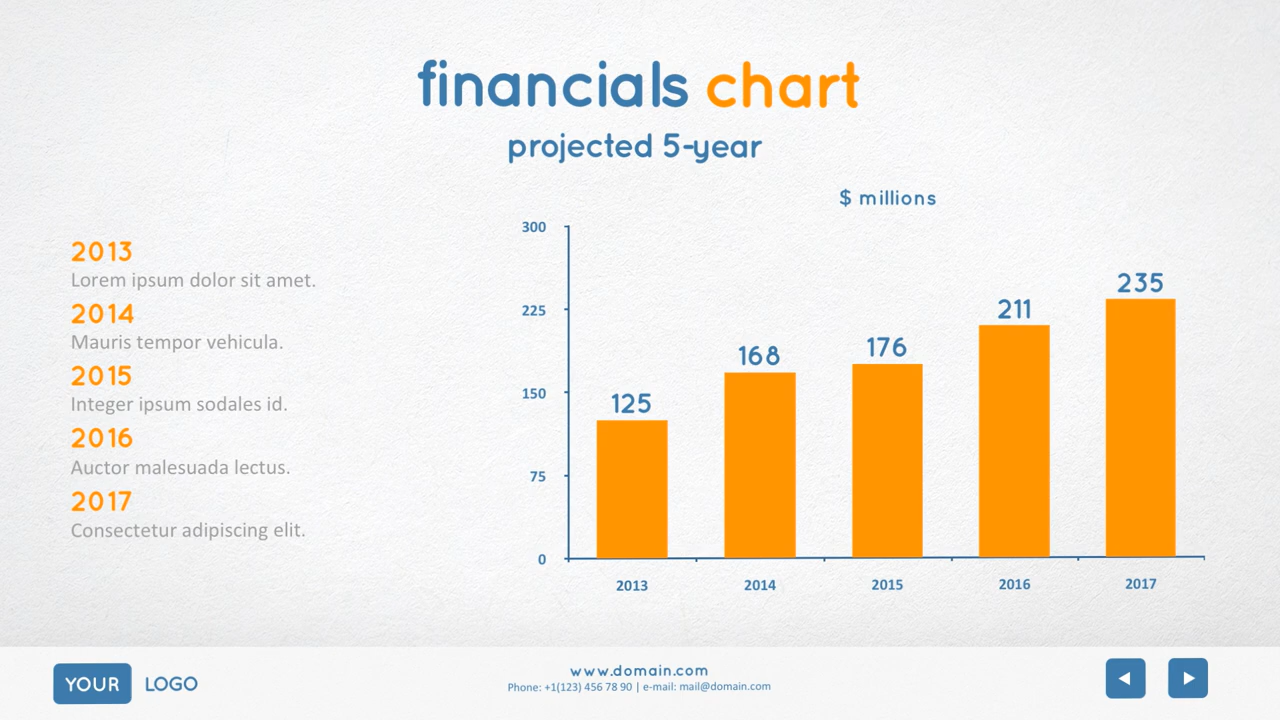 financials chart
projected 5-year
2013
Lorem ipsum dolor sit amet.
2014
Mauris tempor vehicula.
2015
Integer ipsum sodales id.
2016
Auctor malesuada lectus.
2017
Consectetur adipiscing elit.
$ millions
300
225
150
75
0
125
168
176
211
235
2013
2014
2015
2016
2017
YOUR LOGO
www.domain.com
Phone: +1(123) 456 78 90 | e-mail: mail@domain.com